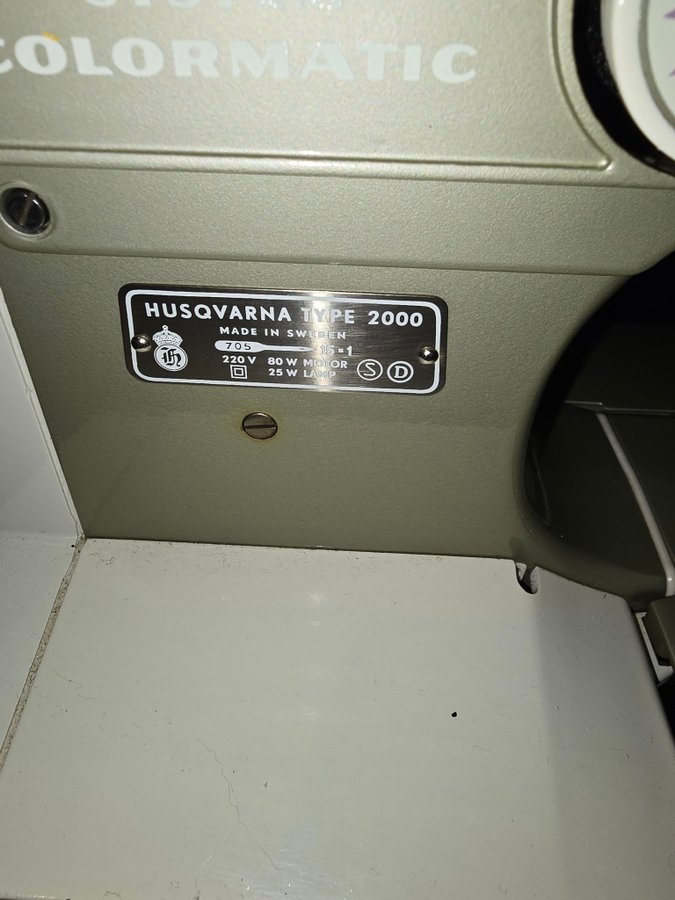 COLORMATIC
HUSQVARNA TYPE 2000
MADE IN SWEDEN
705 15=1
220 V 80 W MOTOR
25 W LAMP
H
S D